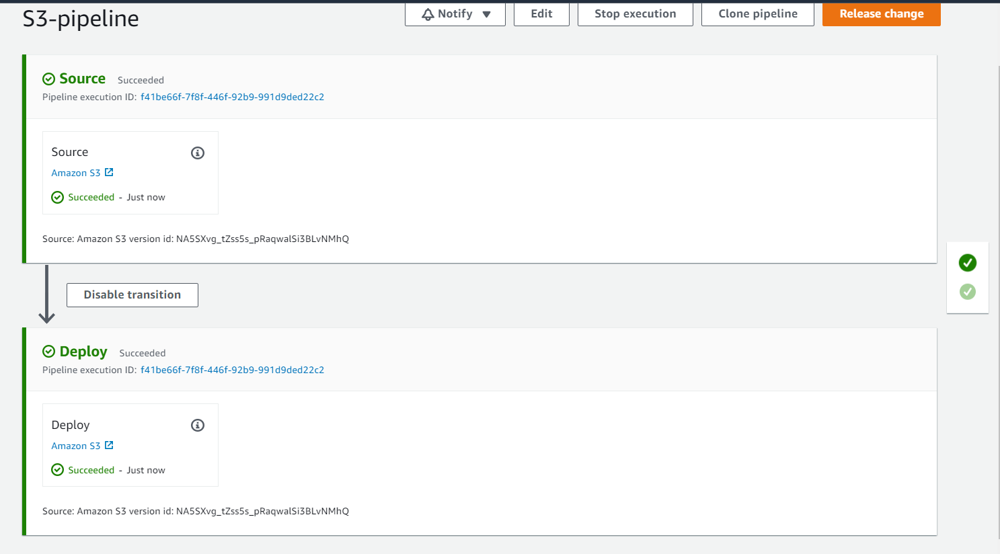 S3-pipeline
Notify
Edit
Stop execution
Clone pipeline
Release change
Source Succeeded
Pipeline execution ID: f41be66f-7f8f-446f-92b9-991d9ded22c2
Source
Amazon S3
Succeeded - Just now
Source: Amazon S3 version id: NA5SXvg_tZss5s_pRaqwalSi3BLvNMhQ
Disable transition
Deploy Succeeded
Pipeline execution ID: f41be66f-7f8f-446f-92b9-991d9ded22c2
Deploy
Amazon S3
Succeeded - Just now
Source: Amazon S3 version id: NA5SXvg_tZss5s_pRaqwalSi3BLvNMhQ